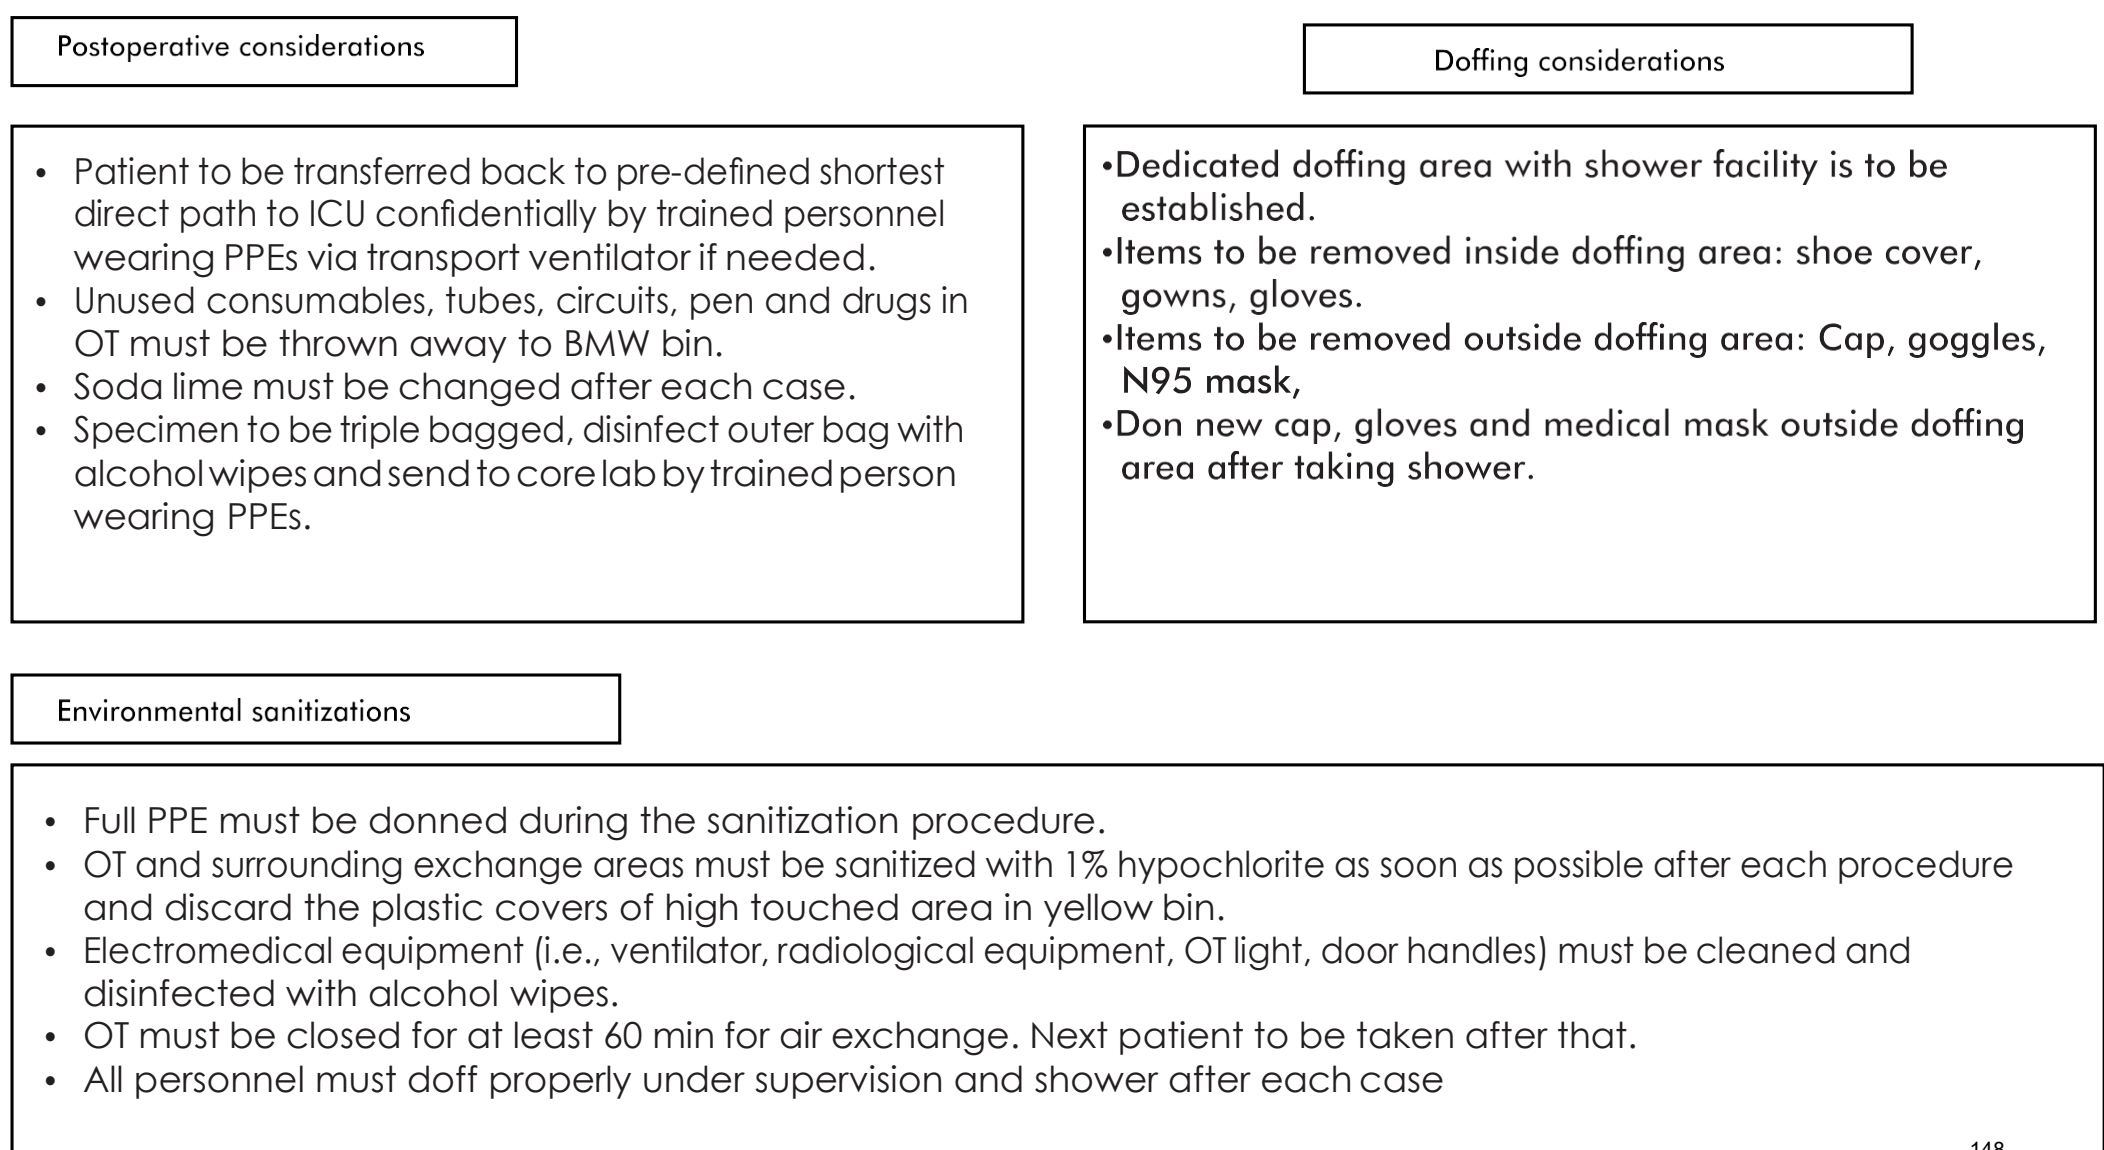 Postoperative considerations
• Patient to be transferred back to pre-defined shortest
direct path to ICU confidentially by trained personnel
wearing PPEs via transport ventilator if needed.
• Unused consumables, tubes, circuits, pen and drugs in
OT must be thrown away to BMW bin.
• Soda lime must be changed after each case.
• Specimen to be triple bagged, disinfect outer bag with
alcohol wipes and send to core lab by trained person
wearing PPEs.
Doffing considerations
•Dedicated doffing area with shower facility is to be
established.
•Items to be removed inside doffing area: shoe cover,
gowns, gloves.
•Items to be removed outside doffing area: Cap, goggles,
N95 mask,
•Don new cap, gloves and medical mask outside doffing
area after taking shower.
Environmental sanitizations
• Full PPE must be donned during the sanitization procedure.
• OT and surrounding exchange areas must be sanitized with 1% hypochlorite as soon as possible after each procedure
and discard the plastic covers of high touched area in yellow bin.
• Electromedical equipment (i.e., ventilator, radiological equipment, OT light, door handles) must be cleaned and
disinfected with alcohol wipes.
• OT must be closed for at least 60 min for air exchange. Next patient to be taken after that.
• All personnel must doff properly under supervision and shower after each case
148